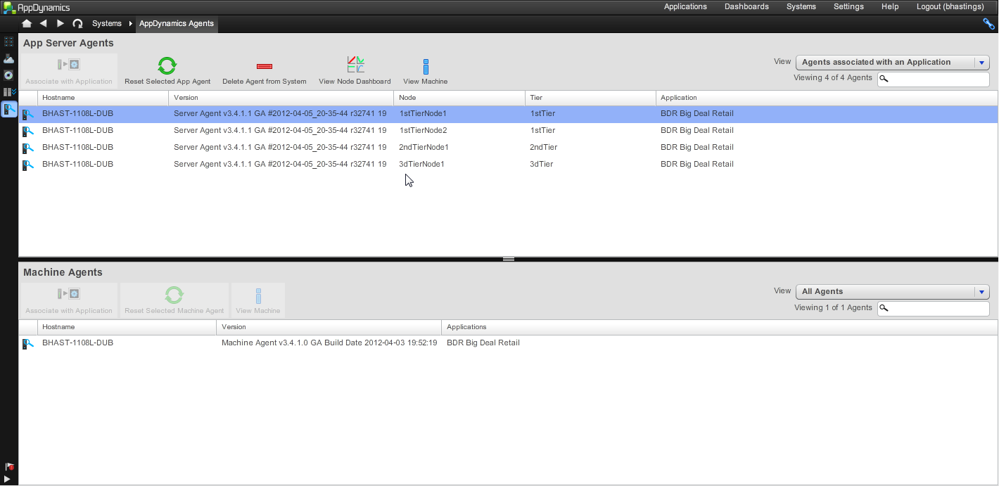 AppDynamics Applications Dashboards Systems Settings Help Logout (bhastings)
Systems AppDynamics Agents
App Server Agents
View Agents associated with an Application
Associate with Application Reset Selected App Agent Delete Agent from System View Node Dashboard View Machine
Viewing 4 of 4 Agents
Hostname Version Node Tier Application
BHAST-1108L-DUB Server Agent v3.4.1.1 GA #2012-04-05_20-35-44 r32741 19 1stTierNode1 1stTier BDR Big Deal Retail
BHAST-1108L-DUB Server Agent v3.4.1.1 GA #2012-04-05_20-35-44 r32741 19 1stTierNode2 1stTier BDR Big Deal Retail
BHAST-1108L-DUB Server Agent v3.4.1.1 GA #2012-04-05_20-35-44 r32741 19 2ndTierNode1 2ndTier BDR Big Deal Retail
BHAST-1108L-DUB Server Agent v3.4.1.1 GA #2012-04-05_20-35-44 r32741 19 3dTierNode1 3dTier BDR Big Deal Retail
Machine Agents
View All Agents
Associate with Application Reset Selected Machine Agent View Machine
Viewing 1 of 1 Agents
Hostname Version Applications
BHAST-1108L-DUB Machine Agent v3.4.1.0 GA Build Date 2012-04-03 19:52:19 BDR Big Deal Retail